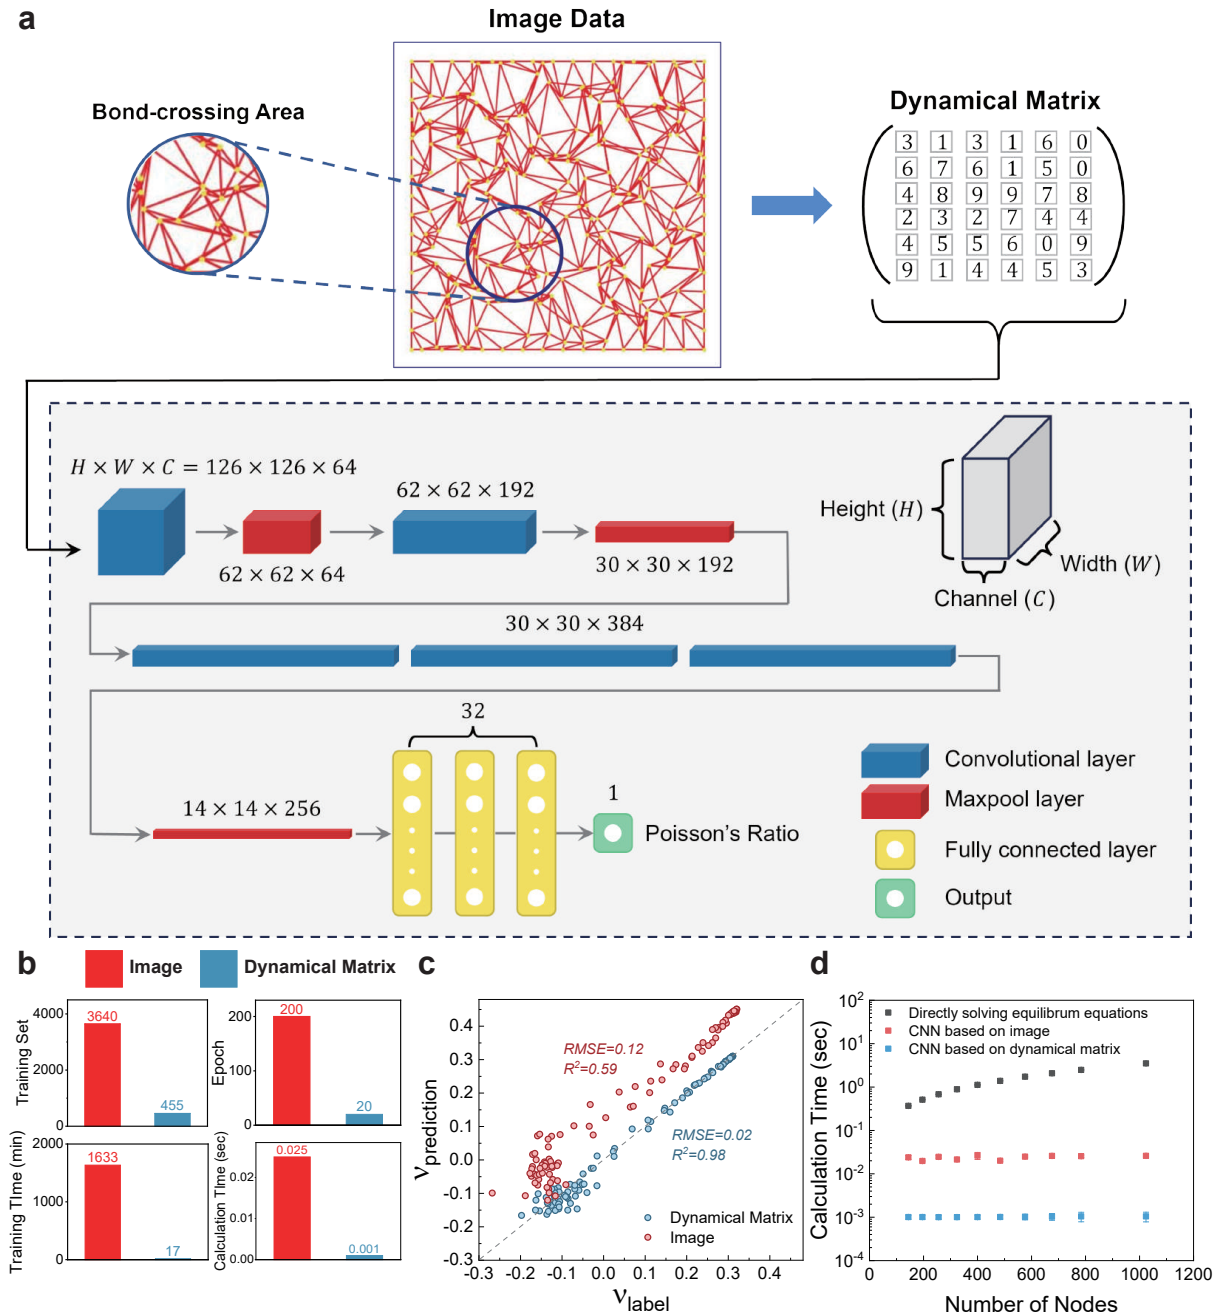 a
Image Data
Bond-crossing Area
Dynamical Matrix
3 1 3 1 6 0
6 7 6 1 5 0
4 8 9 9 7 8
2 3 2 7 4 4
4 5 5 6 0 9
9 1 4 4 5 3
H × W × C = 126 × 126 × 64
62 × 62 × 192
62 × 62 × 64
30 × 30 × 192
Height (H)
Width (W)
Channel (C)
30 × 30 × 384
32
14 × 14 × 256
1
Poisson's Ratio
Convolutional layer
Maxpool layer
Fully connected layer
Output
b
Image
Dynamical Matrix
Training Set
4000
2000
0
3640
455
Epoch
200
100
0
200
20
Training TIme (min)
2000
1000
0
1633
17
Calculation TIme (sec)
0.02
0.01
0.00
0.025
0.001
c
ν prediction
0.4
0.3
0.2
0.1
0.0
-0.1
-0.2
-0.3
RMSE=0.12
R²=0.59
RMSE=0.02
R²=0.98
Dynamical Matrix
Image
-0.3 -0.2 -0.1 0.0 0.1 0.2 0.3 0.4
ν label
d
Calculation Time (sec)
10²
10¹
10⁰
10⁻¹
10⁻²
10⁻³
10⁻⁴
Directly solving equilibrum equations
CNN based on image
CNN based on dynamical matrix
0 200 400 600 800 1000 1200
Number of Nodes